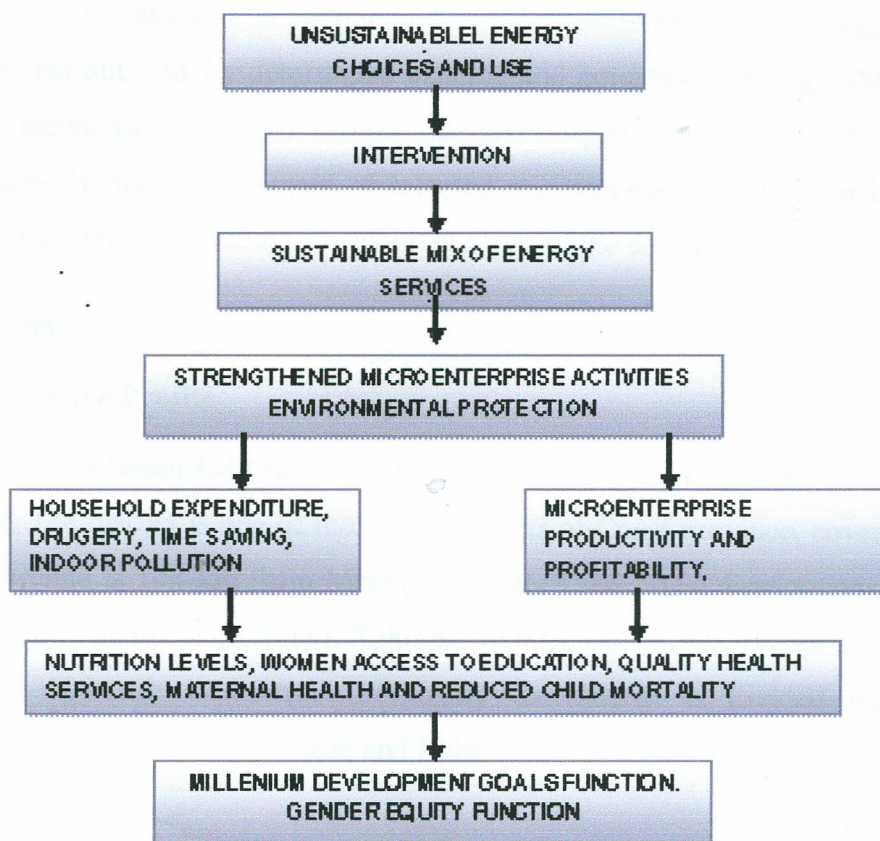 UNSUSTAINABLEL ENERGY
CHOICES AND USE
INTERVENTION
SUSTAINABLE MIX OF ENERGY
SERVICES
STRENGTHENED MICROENTERPRISE ACTIVITIES
ENVIRONMENTAL PROTECTION
HOUSEHOLD EXPENDITURE,
DRUGERY, TIME SAVING,
INDOOR POLLUTION
MICROENTERPRISE
PRODUCTIVITY AND
PROFITABILITY.
NUTRITION LEVELS, WOMEN ACCESS TO EDUCATION, QUALITY HEALTH
SERVICES, MATERNAL HEALTH AND REDUCED CHILD MORTALITY
MILLENIUM DEVELOPMENT GOALS FUNCTION.
GENDER EQUITY FUNCTION